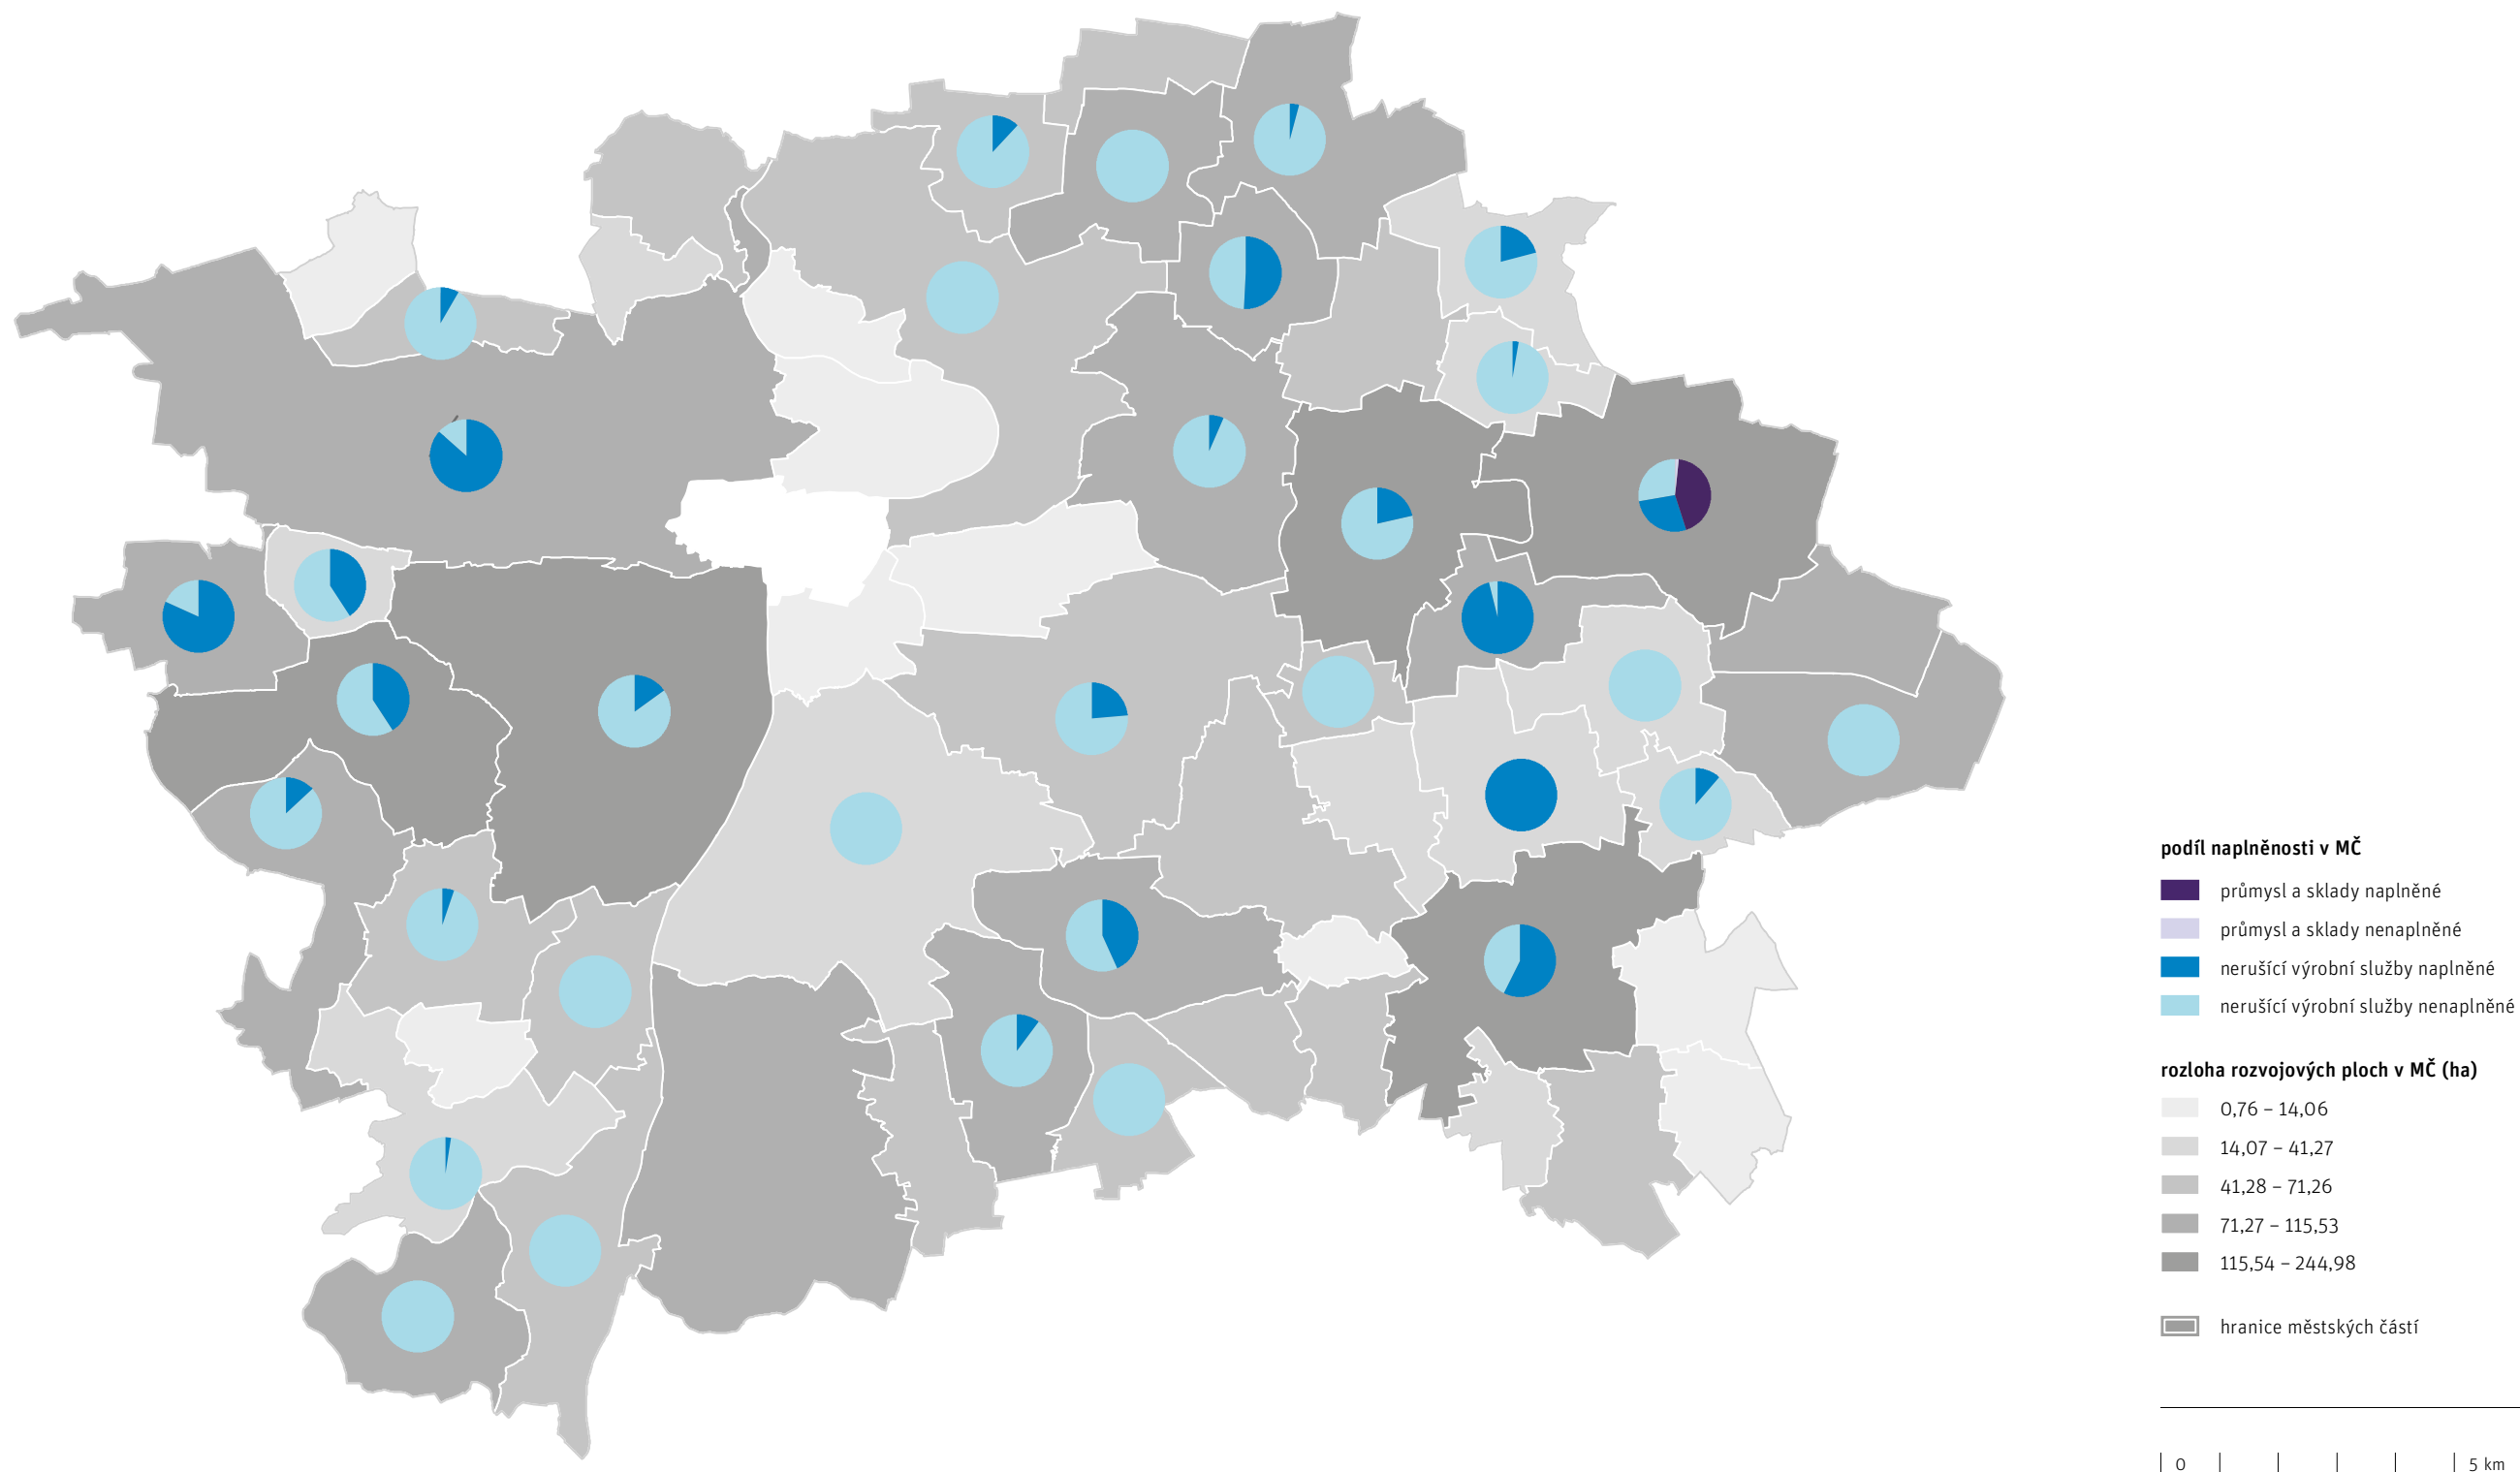 podíl naplněnosti v MČ
průmysl a sklady naplněné
průmysl a sklady nenaplněné
nerušící výrobní služby naplněné
nerušící výrobní služby nenaplněné
rozloha rozvojových ploch v MČ (ha)
0,76 – 14,06
14,07 – 41,27
41,28 – 71,26
71,27 – 115,53
115,54 – 244,98
hranice městských částí
0 5 km